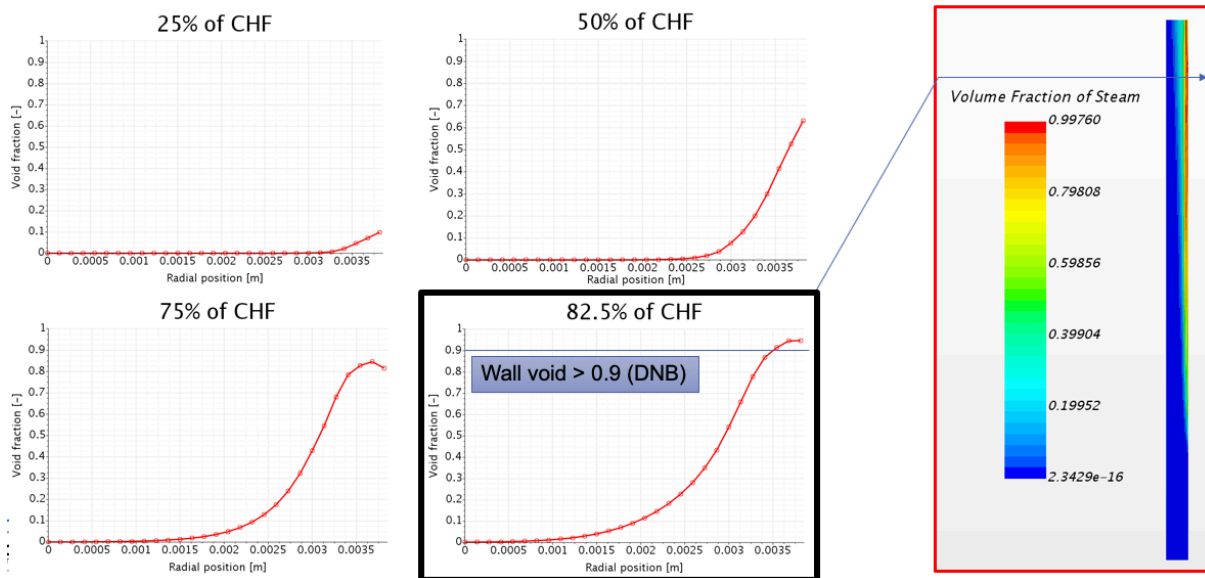 25% of CHF
1
0.9
0.8
0.7
0.6
0.5
0.4
0.3
0.2
0.1
0
Void fraction [-]
0 0.0005 0.001 0.0015 0.002 0.0025 0.003 0.0035
Radial position [m]
50% of CHF
1
0.9
0.8
0.7
0.6
0.5
0.4
0.3
0.2
0.1
0
Void fraction [-]
0 0.0005 0.001 0.0015 0.002 0.0025 0.003 0.0035
Radial position [m]
75% of CHF
1
0.9
0.8
0.7
0.6
0.5
0.4
0.3
0.2
0.1
0
Void fraction [-]
0 0.0005 0.001 0.0015 0.002 0.0025 0.003 0.0035
Radial position [m]
82.5% of CHF
1
0.9
0.8
0.7
0.6
0.5
0.4
0.3
0.2
0.1
0
Void fraction [-]
Wall void > 0.9 (DNB)
0 0.0005 0.001 0.0015 0.002 0.0025 0.003 0.0035
Radial position [m]
Volume Fraction of Steam
0.99760
0.79808
0.59856
0.39904
0.19952
2.3429e-16